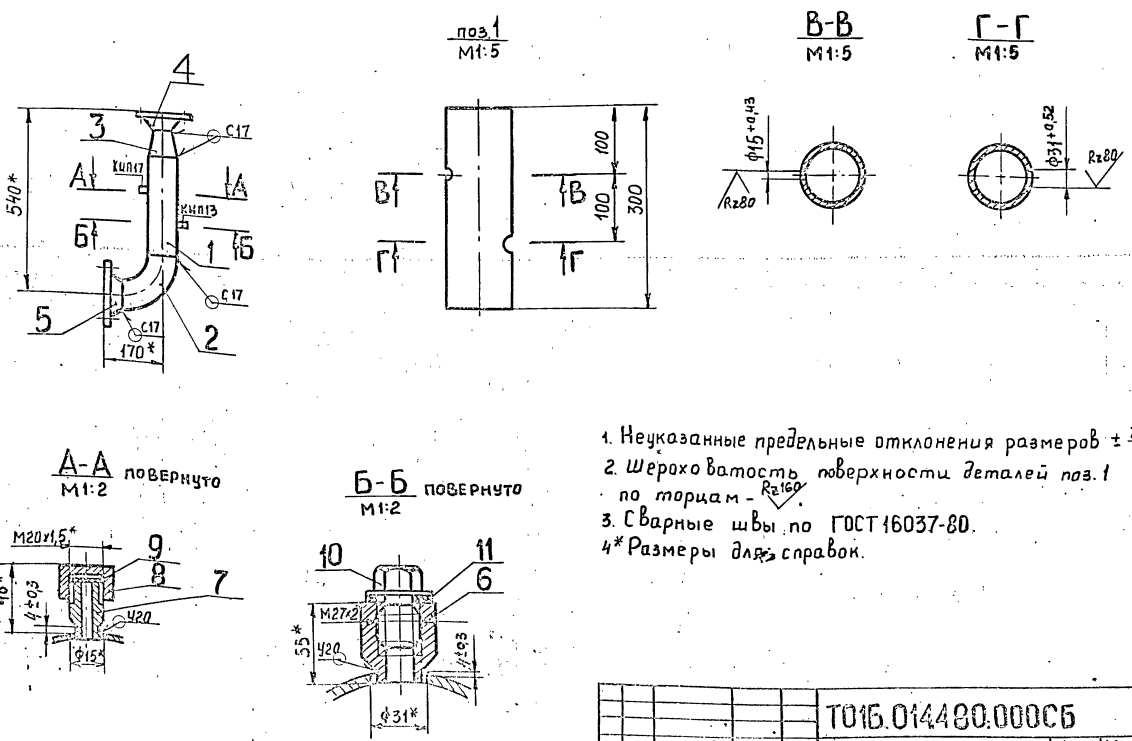 поз.1
М1:5
В-В
М1:5
Г-Г
М1:5
4
3
С17
КИП17
А
А
КИП13
Б
Б
1
540*
С17
5
С17
2
170*
В
В
Г
Г
100
100
300
ϕ15+0,43
Rz80
ϕ31+0,52
Rz80
А-А ПОВЕРНУТО
М1:2
М20х1,5*
9
8
7
4±0,3
У20
ϕ15*
Б-Б ПОВЕРНУТО
М1:2
10
11
6
М27х2
55*
У20
4±0,3
ϕ31*
1. Неуказанные предельные отклонения размеров ±
2. Шероховатость поверхности деталей поз.1
по торцам - Rz160
3. Сварные швы по ГОСТ 16037-80.
4* Размеры для справок.
Т01Б.014480.000СБ